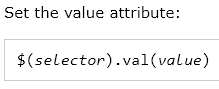 Set the value attribute:
$(selector).val(value)